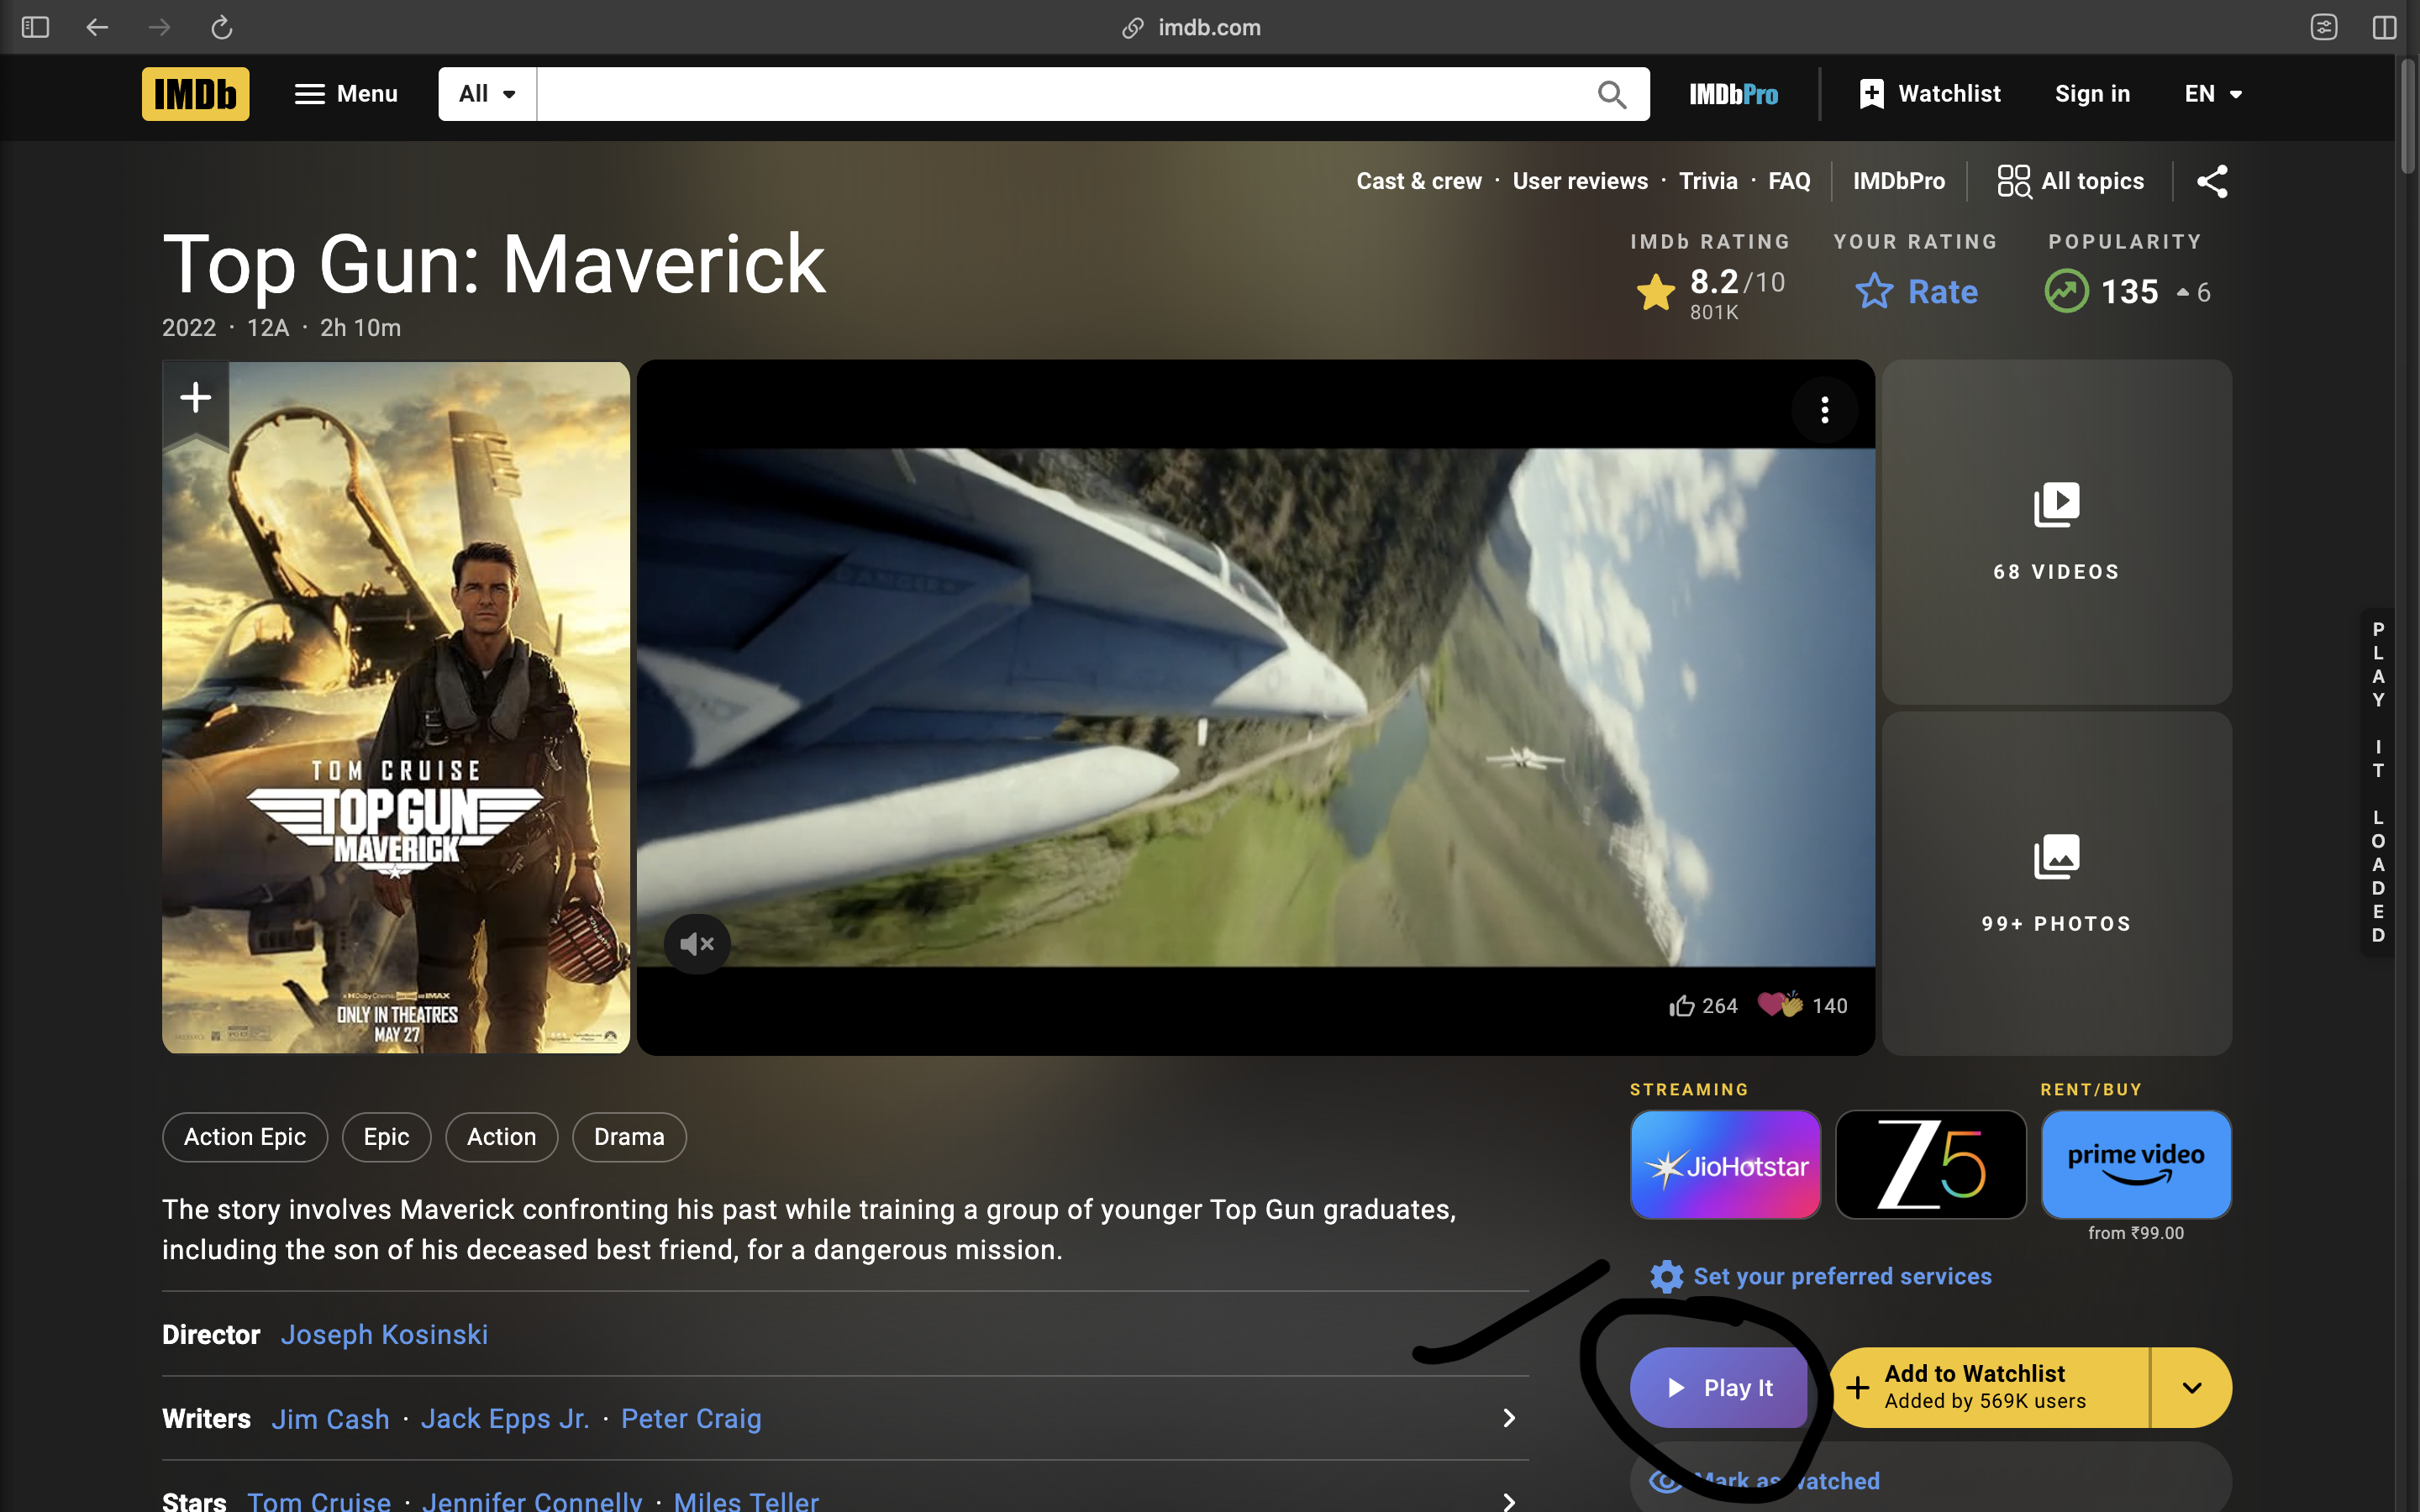 imdb.com
IMDb
Menu
All
IMDbPro
Watchlist
Sign in
EN
Cast & crew · User reviews · Trivia · FAQ
IMDbPro
All topics
Top Gun: Maverick
2022 · 12A · 2h 10m
IMDb RATING
8.2/10
801K
YOUR RATING
Rate
POPULARITY
135
6
TOM CRUISE
TOP GUN
MAVERICK
ONLY IN THEATRES
MAY 27
264
140
68 VIDEOS
99+ PHOTOS
PLAY IT LOADED
Action Epic
Epic
Action
Drama
The story involves Maverick confronting his past while training a group of younger Top Gun graduates,
including the son of his deceased best friend, for a dangerous mission.
Director Joseph Kosinski
Writers Jim Cash · Jack Epps Jr. · Peter Craig
Stars Tom Cruise · Jennifer Connelly · Miles Teller
STREAMING
JioHotstar
Z5
RENT/BUY
prime video
from ₹99.00
Set your preferred services
Play It
Add to Watchlist
Added by 569K users
Mark as watched